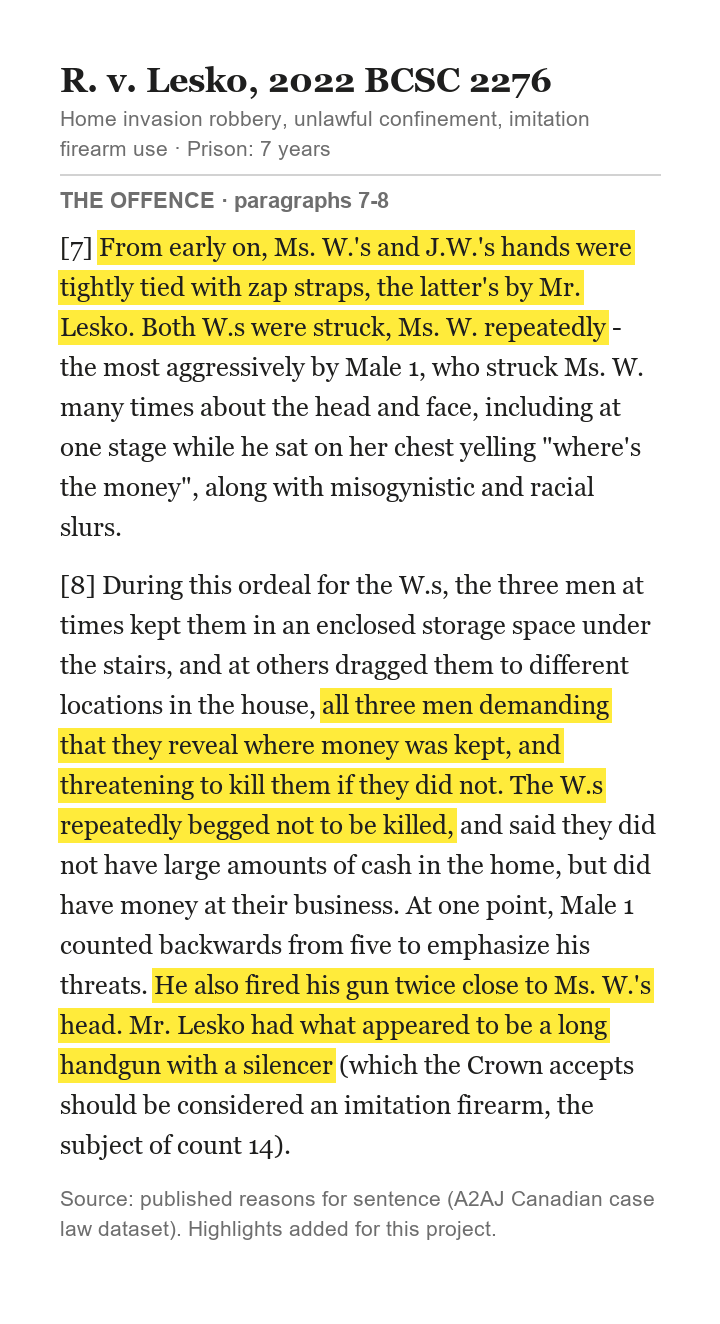 R. v. Lesko, 2022 BCSC 2276
Home invasion robbery, unlawful confinement, imitation
firearm use · Prison: 7 years
THE OFFENCE · paragraphs 7-8
[7] From early on, Ms. W.'s and J.W.'s hands were
tightly tied with zap straps, the latter's by Mr.
Lesko. Both W.s were struck, Ms. W. repeatedly -
the most aggressively by Male 1, who struck Ms. W.
many times about the head and face, including at
one stage while he sat on her chest yelling "where's
the money", along with misogynistic and racial
slurs.
[8] During this ordeal for the W.s, the three men at
times kept them in an enclosed storage space under
the stairs, and at others dragged them to different
locations in the house, all three men demanding
that they reveal where money was kept, and
threatening to kill them if they did not. The W.s
repeatedly begged not to be killed, and said they did
not have large amounts of cash in the home, but did
have money at their business. At one point, Male 1
counted backwards from five to emphasize his
threats. He also fired his gun twice close to Ms. W.'s
head. Mr. Lesko had what appeared to be a long
handgun with a silencer (which the Crown accepts
should be considered an imitation firearm, the
subject of count 14).
Source: published reasons for sentence (A2AJ Canadian case
law dataset). Highlights added for this project.